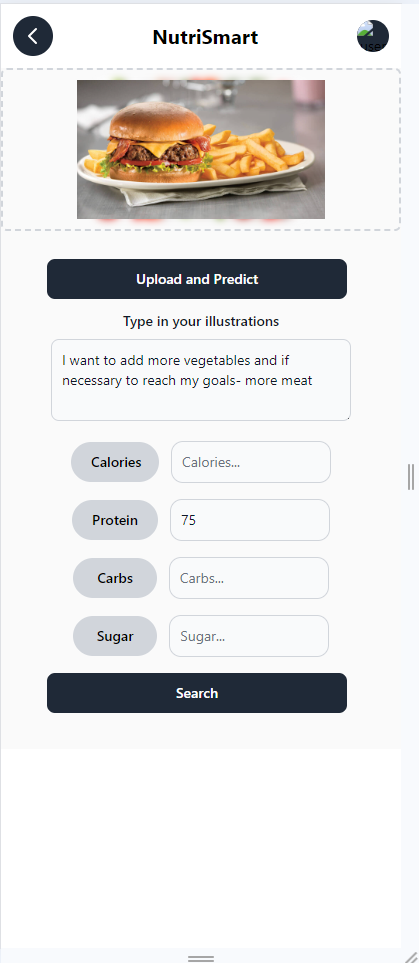 NutriSmart
Upload and Predict
Type in your illustrations
I want to add more vegetables and if
necessary to reach my goals- more meat
Calories
Calories...
Protein
75
Carbs
Carbs...
Sugar
Sugar...
Search